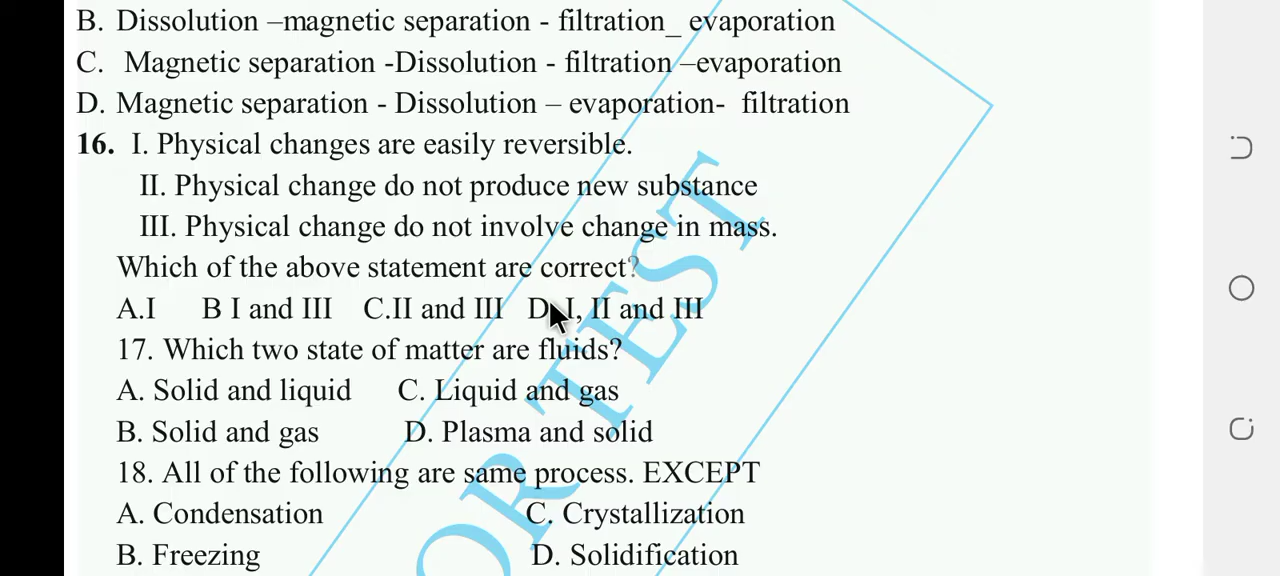 B. Dissolution –magnetic separation - filtration_ evaporation
C. Magnetic separation -Dissolution - filtration –evaporation
D. Magnetic separation - Dissolution – evaporation- filtration
16. I. Physical changes are easily reversible.
II. Physical change do not produce new substance
III. Physical change do not involve change in mass.
Which of the above statement are correct?
A.I B I and III C.II and III D. I, II and III
17. Which two state of matter are fluids?
A. Solid and liquid C. Liquid and gas
B. Solid and gas D. Plasma and solid
18. All of the following are same process. EXCEPT
A. Condensation C. Crystallization
B. Freezing D. Solidification
OR TEST